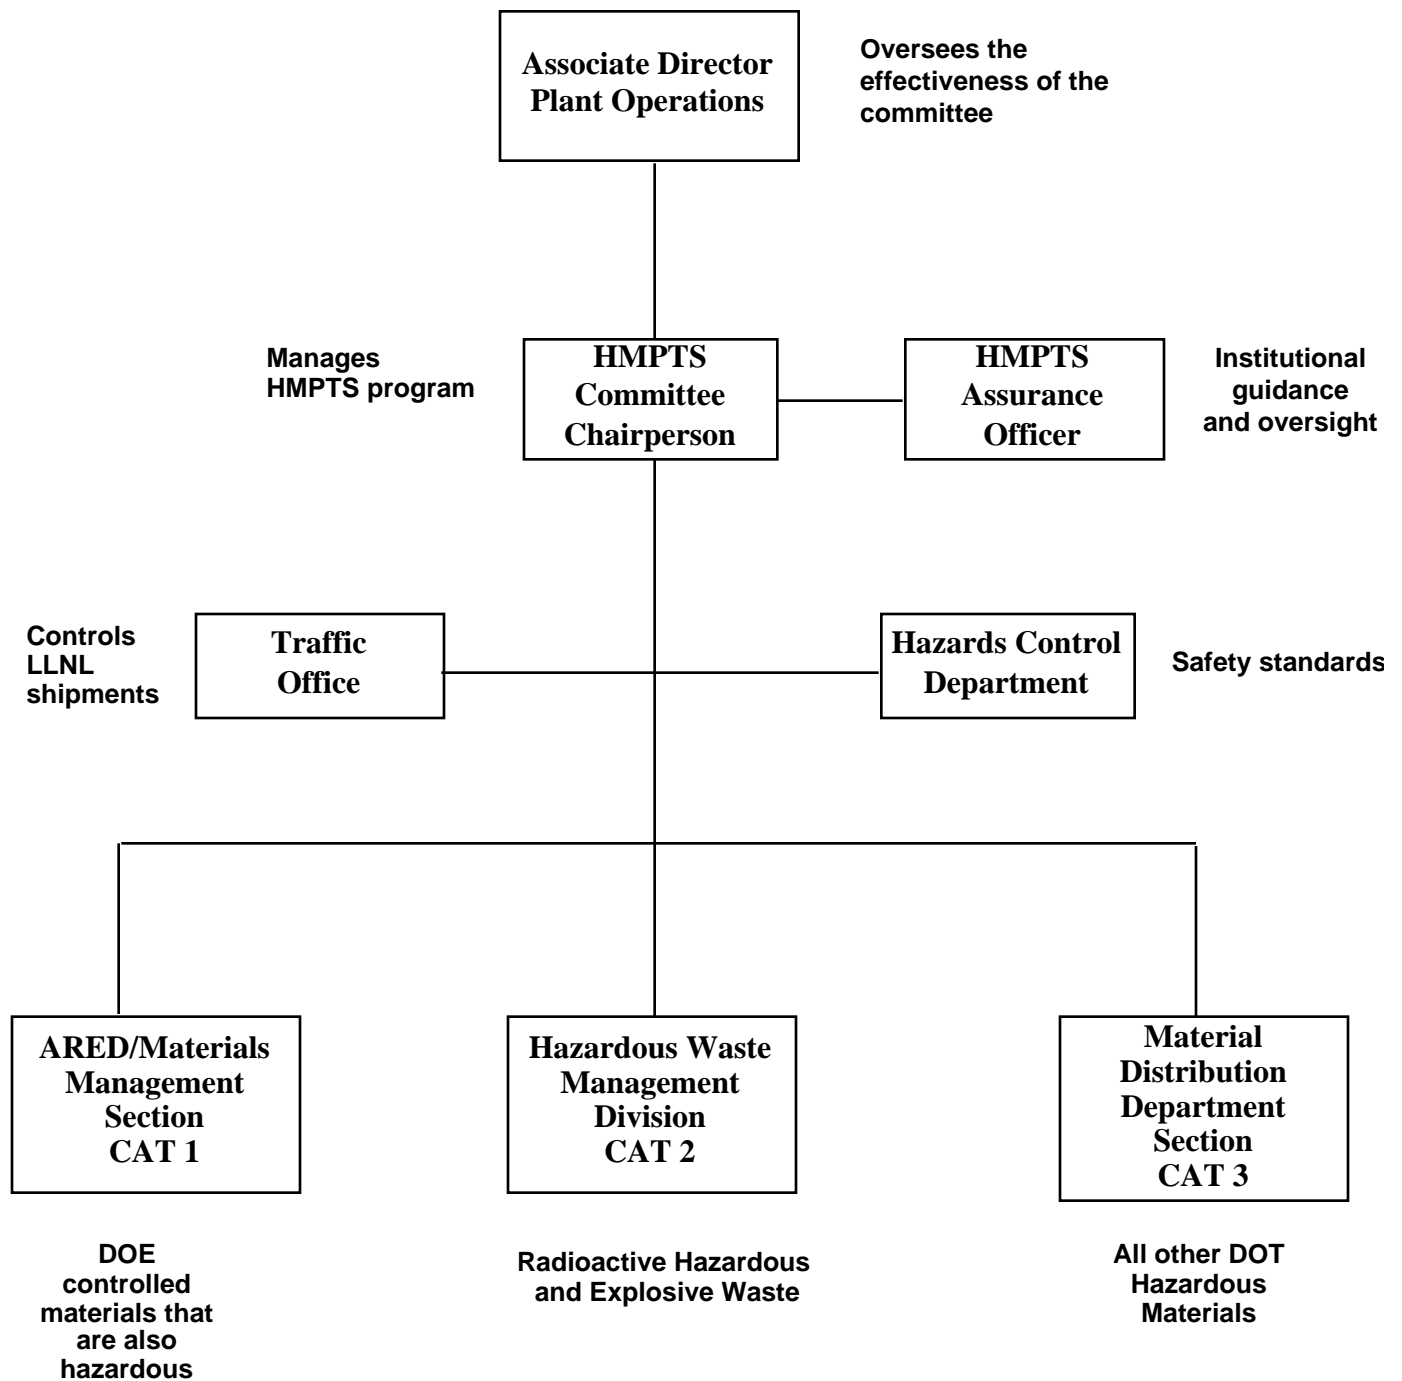 Associate Director
Plant Operations
Oversees the
effectiveness of the
committee
Manages
HMPTS program
HMPTS
Committee
Chairperson
HMPTS
Assurance
Officer
Institutional
guidance
and oversight
Controls
LLNL
shipments
Traffic
Office
Hazards Control
Department
Safety standards
ARED/Materials
Management
Section
CAT 1
Hazardous Waste
Management
Division
CAT 2
Material
Distribution
Department
Section
CAT 3
DOE
controlled
materials that
are also
hazardous
Radioactive Hazardous
and Explosive Waste
All other DOT
Hazardous
Materials